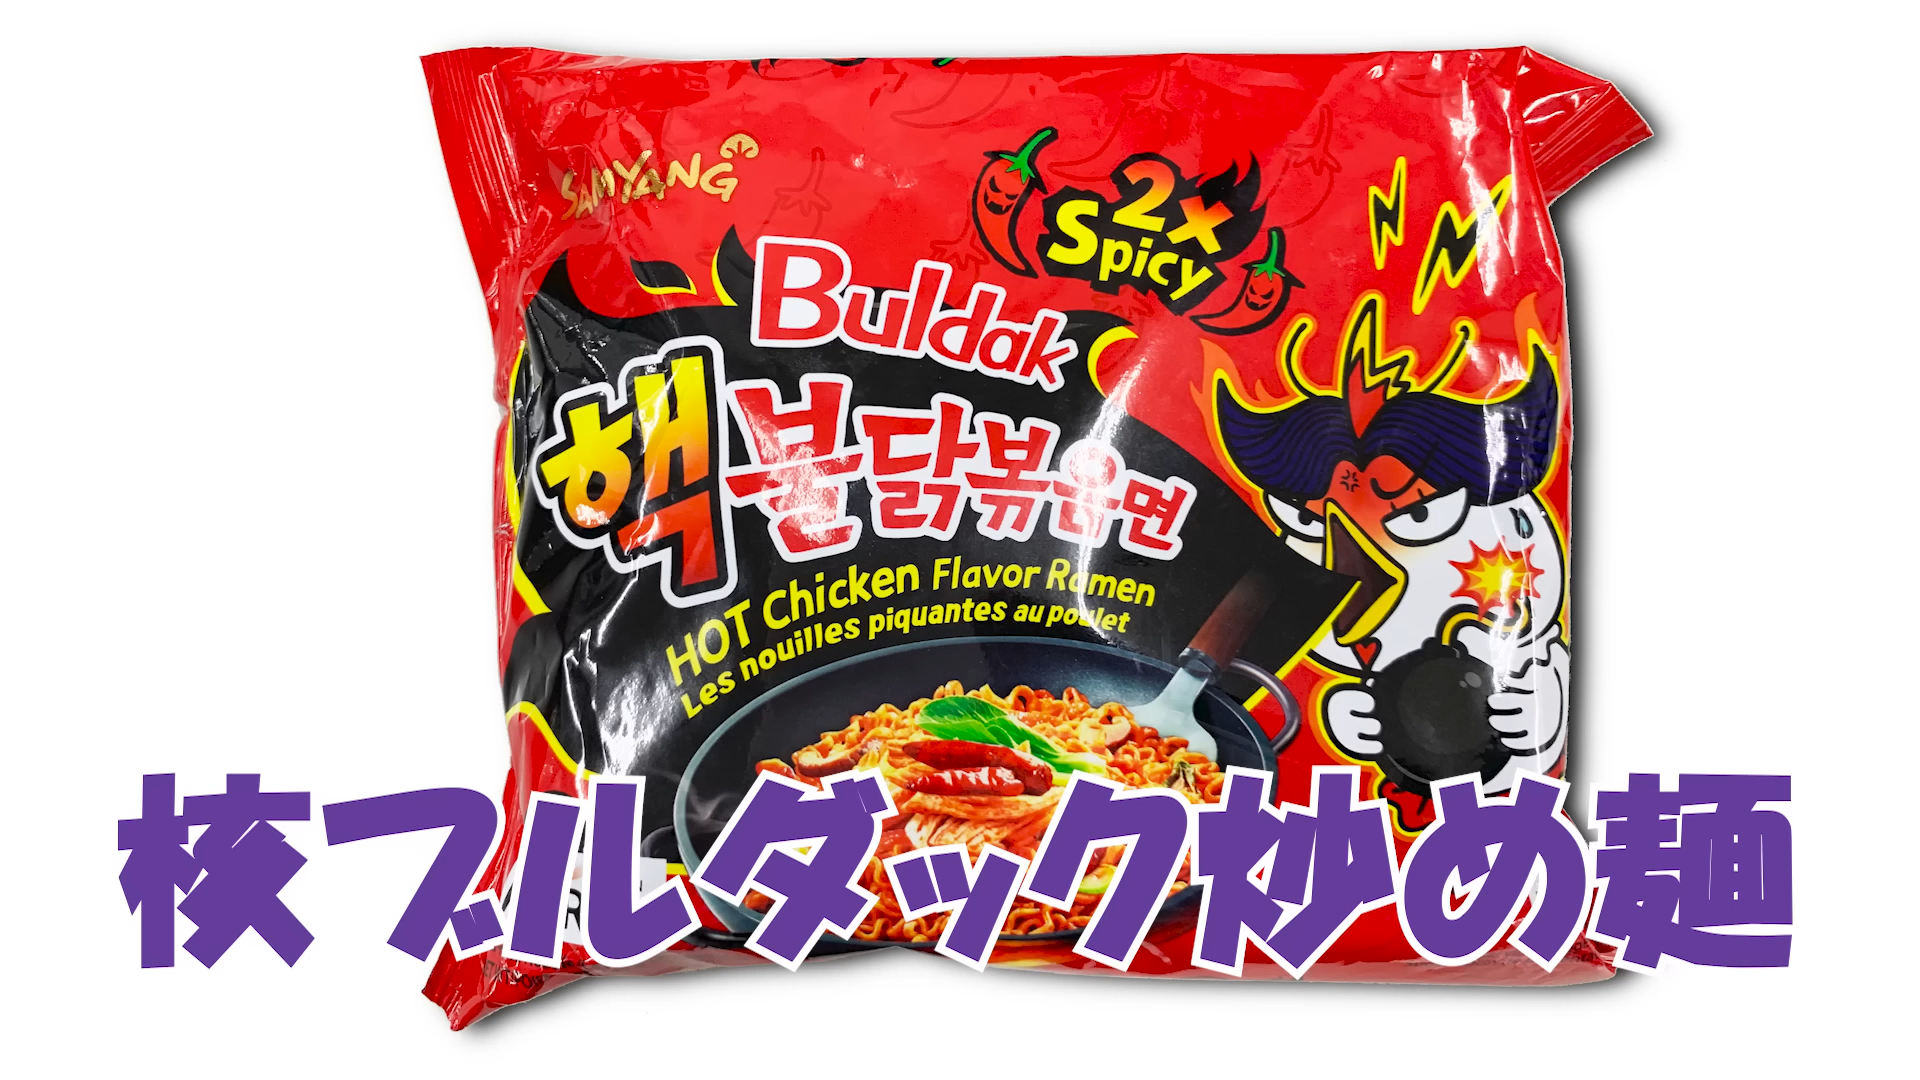 SAMYANG
2x
Spicy
Buldak
핵불닭볶음면
HOT Chicken Flavor Ramen
Les nouilles piquantes au poulet
核ブルダック炒め麺